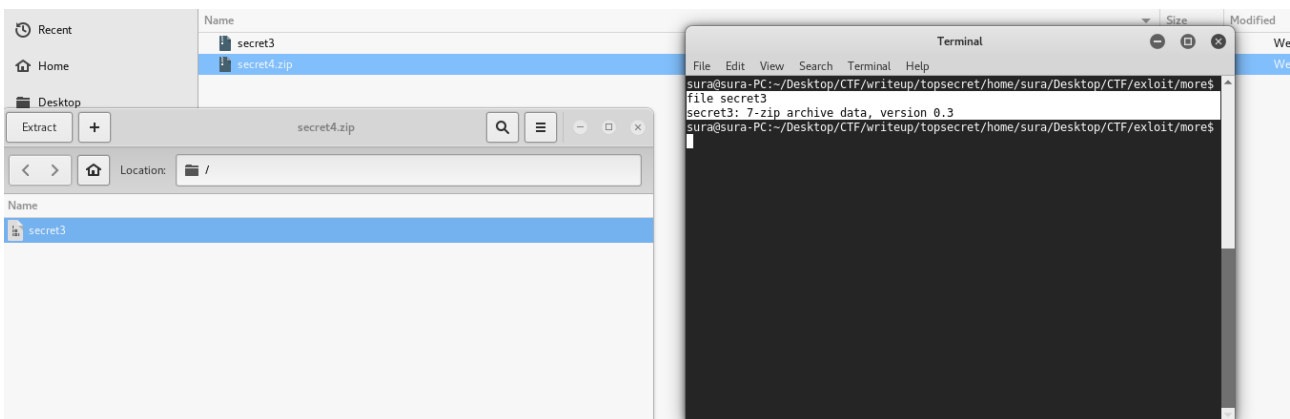 Name
Size
Modified
Recent
secret3
We
Home
secret4.zip
We
Desktop
Extract
secret4.zip
Location:
/
Name
secret3
Terminal
File Edit View Search Terminal Help
sura@sura-PC:~/Desktop/CTF/writeup/topsecret/home/sura/Desktop/CTF/exloit/more$
file secret3
secret3: 7-zip archive data, version 0.3
sura@sura-PC:~/Desktop/CTF/writeup/topsecret/home/sura/Desktop/CTF/exloit/more$